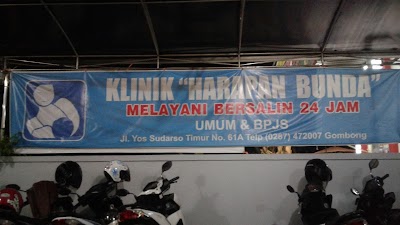 KLINIK "HARAPAN BUNDA"
MELAYANI BERSALIN 24 JAM
UMUM & BPJS
Jl. Yos Sudarso Timur No. 61A Telp (0287) 472007 Gombong